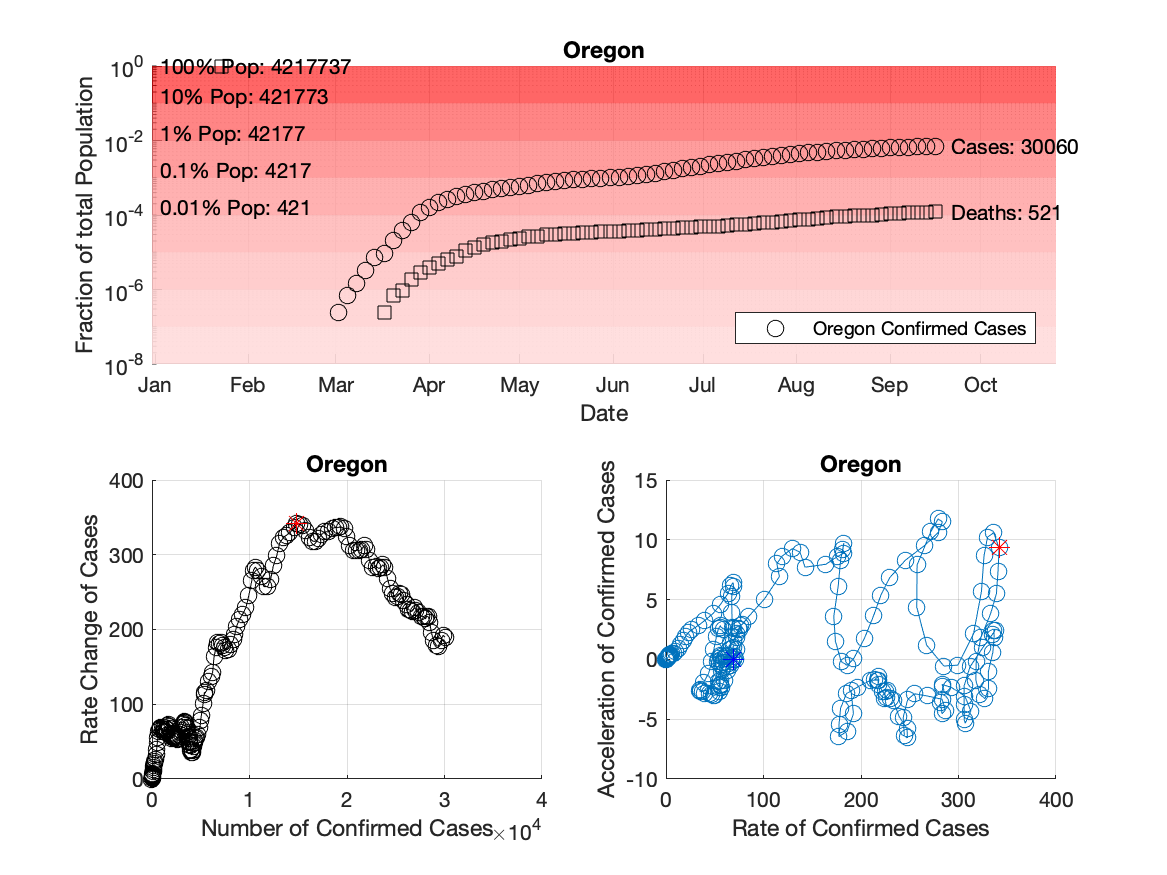 Oregon
10^0
10^-2
10^-4
10^-6
10^-8
Fraction of total Population
100% Pop: 4217737
10% Pop: 421773
1% Pop: 42177
0.1% Pop: 4217
0.01% Pop: 421
Cases: 30060
Deaths: 521
Oregon Confirmed Cases
Jan Feb Mar Apr May Jun Jul Aug Sep Oct
Date
Oregon
400
300
200
100
0
Rate Change of Cases
0 1 2 3 4
Number of Confirmed Cases
×10^4
Oregon
15
10
5
0
-5
-10
Acceleration of Confirmed Cases
0 100 200 300 400
Rate of Confirmed Cases